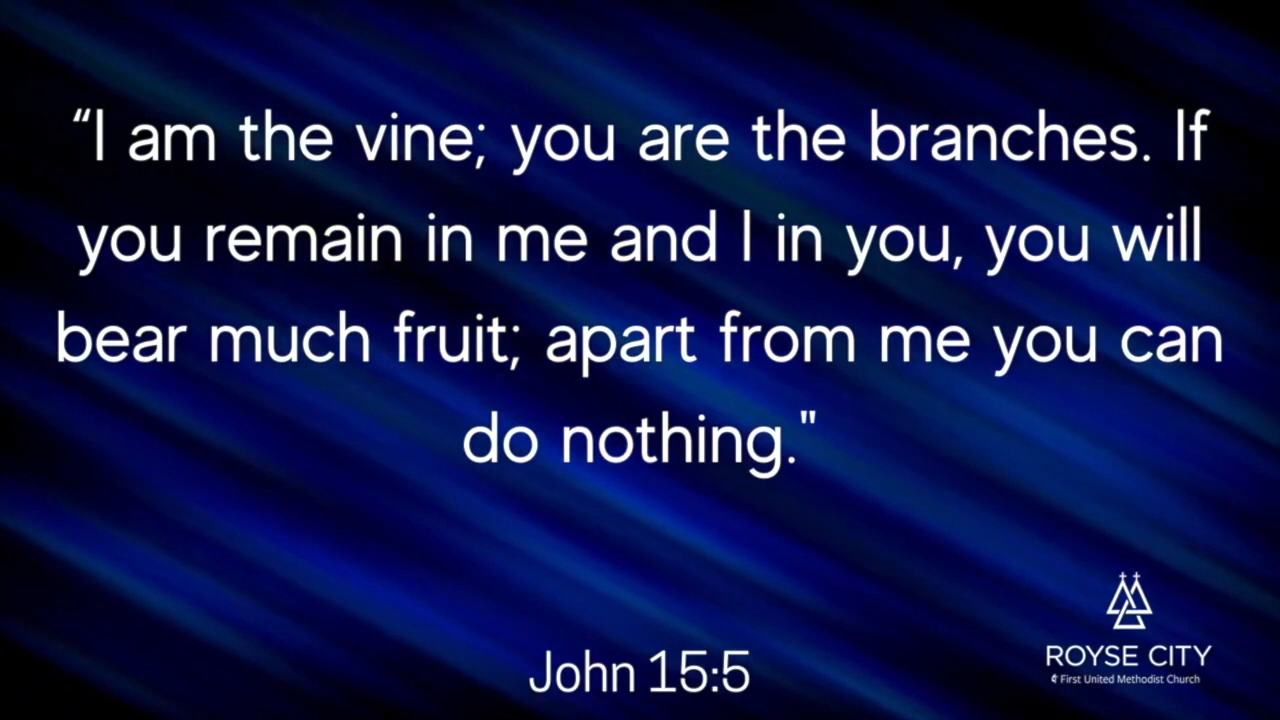 “I am the vine; you are the branches. If
you remain in me and I in you, you will
bear much fruit; apart from me you can
do nothing."
John 15:5
ROYSE CITY
First United Methodist Church